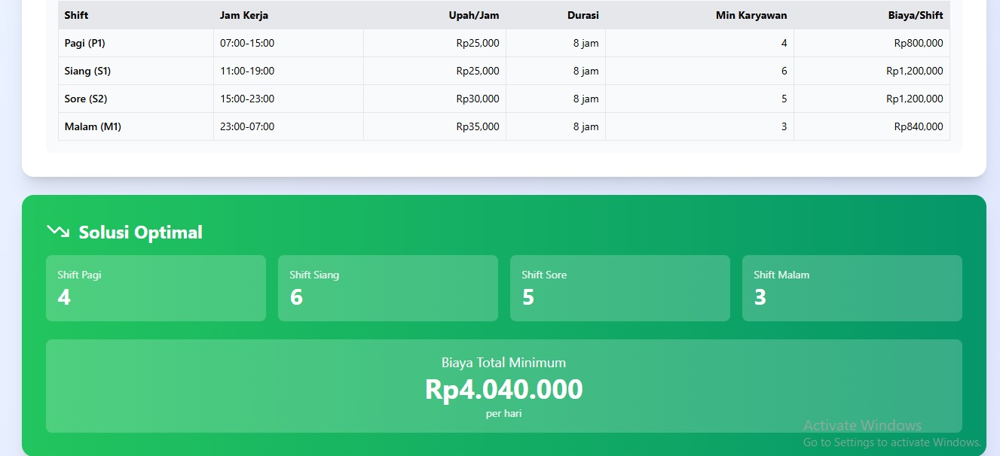 Shift Jam Kerja Upah/Jam Durasi Min Karyawan Biaya/Shift
Pagi (P1) 07:00-15:00 Rp25,000 8 jam 4 Rp800,000
Siang (S1) 11:00-19:00 Rp25,000 8 jam 6 Rp1,200,000
Sore (S2) 15:00-23:00 Rp30,000 8 jam 5 Rp1,200,000
Malam (M1) 23:00-07:00 Rp35,000 8 jam 3 Rp840,000
Solusi Optimal
Shift Pagi Shift Siang Shift Sore Shift Malam
4 6 5 3
Biaya Total Minimum
Rp4.040.000
per hari
Activate Windows
Go to Settings to activate Windows.